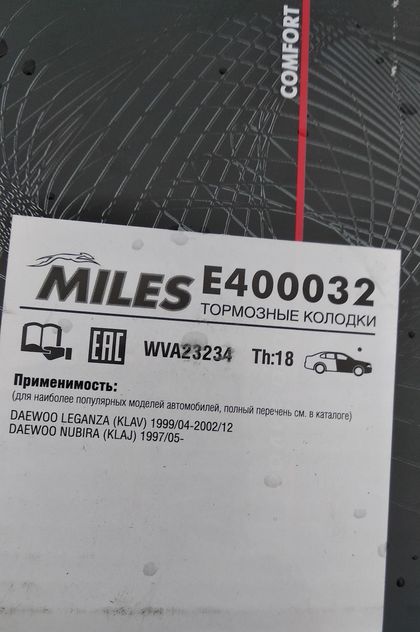 COMFORT
MILES E400032
ТОРМОЗНЫЕ КОЛОДКИ
EAC WVA23234 Th:18
Применимость:
(для наиболее популярных моделей автомобилей, полный перечень см. в каталоге)
DAEWOO LEGANZA (KLAV) 1999/04-2002/12
DAEWOO NUBIRA (KLAJ) 1997/05-